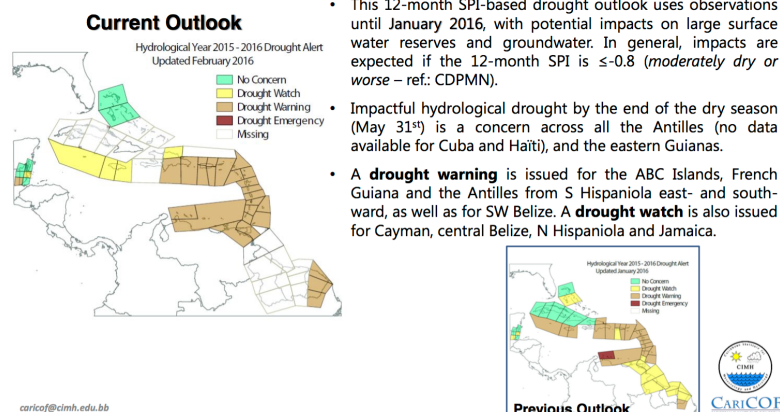 Current Outlook
Hydrological Year 2015 - 2016 Drought Alert
Updated February 2016
No Concern
Drought Watch
Drought Warning
Drought Emergency
Missing
• This 12-month SPI-based drought outlook uses observations
until January 2016, with potential impacts on large surface
water reserves and groundwater. In general, impacts are
expected if the 12-month SPI is ≤-0.8 (moderately dry or
worse – ref.: CDPMN).
• Impactful hydrological drought by the end of the dry season
(May 31st) is a concern across all the Antilles (no data
available for Cuba and Haïti), and the eastern Guianas.
• A drought warning is issued for the ABC Islands, French
Guiana and the Antilles from S Hispaniola east- and south-
ward, as well as for SW Belize. A drought watch is also issued
for Cayman, central Belize, N Hispaniola and Jamaica.
Hydrological Year 2015 - 2016 Drought Alert
Updated January 2016
No Concern
Drought Watch
Drought Warning
Drought Emergency
Missing
Previous Outlook
CIMH
CARICOF
caricof@cimh.edu.bb